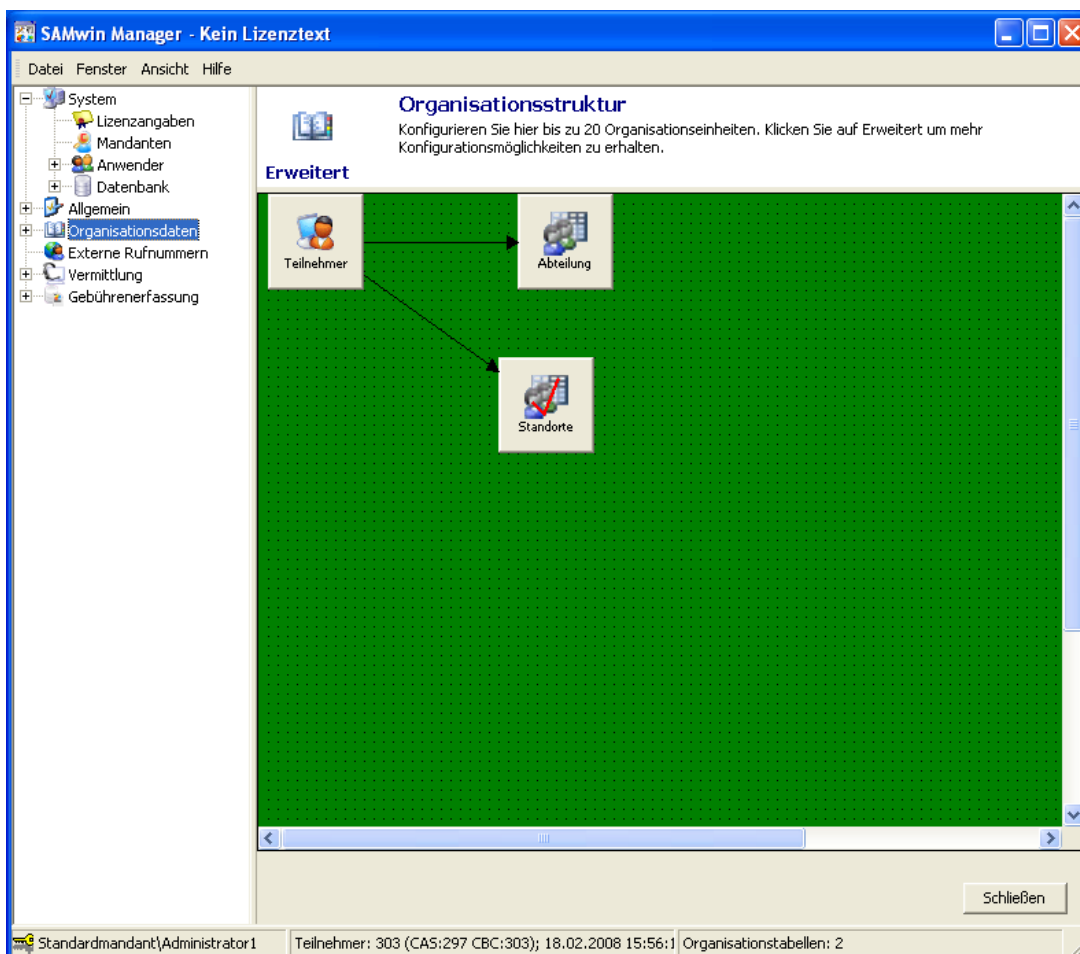 SAMwin Manager - Kein Lizenztext
Datei Fenster Ansicht Hilfe
System
Lizenzangaben
Mandanten
Anwender
Datenbank
Allgemein
Organisationsdaten
Externe Rufnummern
Vermittlung
Gebührenerfassung
Organisationsstruktur
Konfigurieren Sie hier bis zu 20 Organisationseinheiten. Klicken Sie auf Erweitert um mehr
Konfigurationsmöglichkeiten zu erhalten.
Erweitert
Teilnehmer
Abteilung
Standorte
Schließen
Standardmandant\Administrator1
Teilnehmer: 303 (CAS:297 CBC:303); 18.02.2008 15:56:1
Organisationstabellen: 2